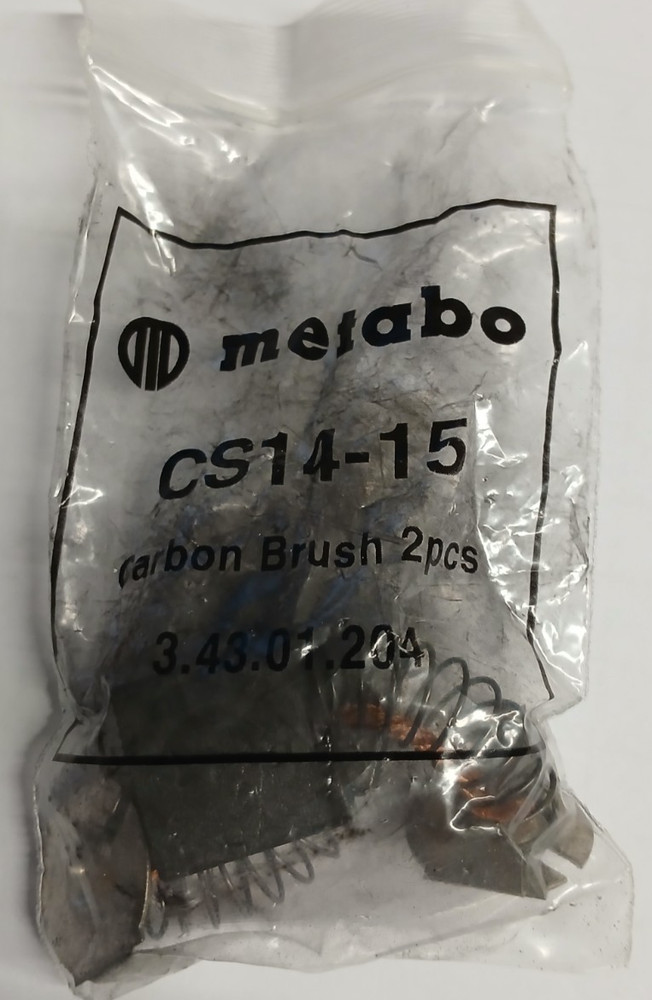 metabo
CS14-15
Carbon Brush 2pcs
3.43.01.204